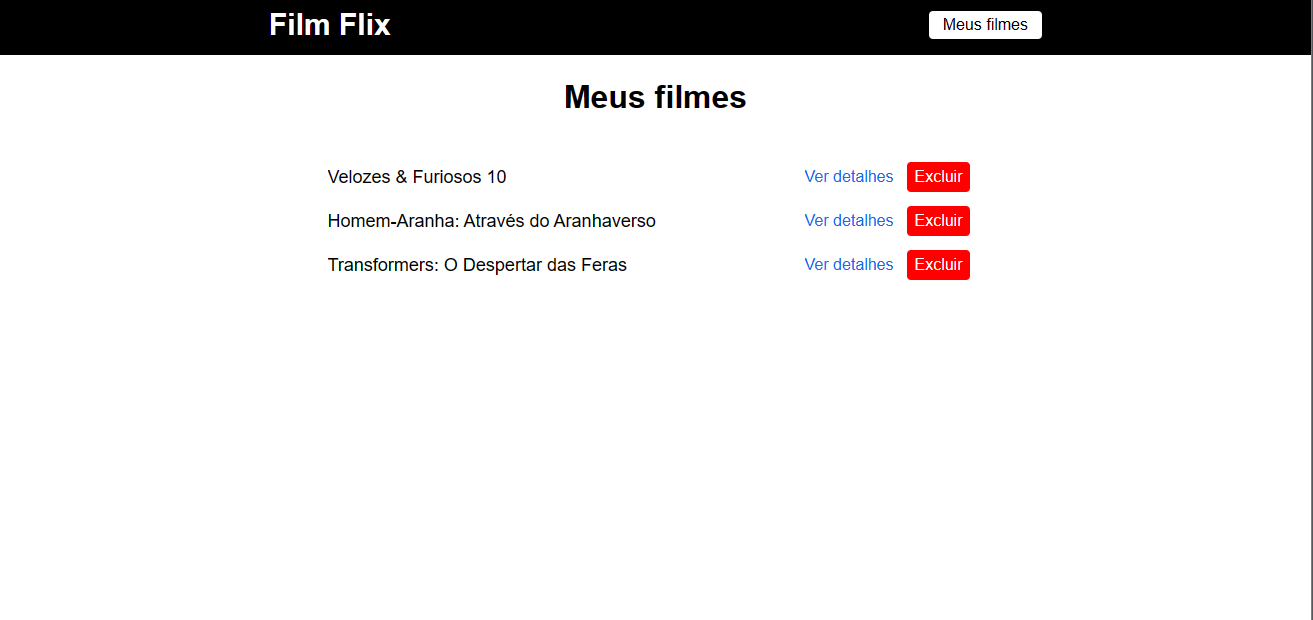 Film Flix Meus filmes
Meus filmes
Velozes & Furiosos 10 Ver detalhes Excluir
Homem-Aranha: Através do Aranhaverso Ver detalhes Excluir
Transformers: O Despertar das Feras Ver detalhes Excluir